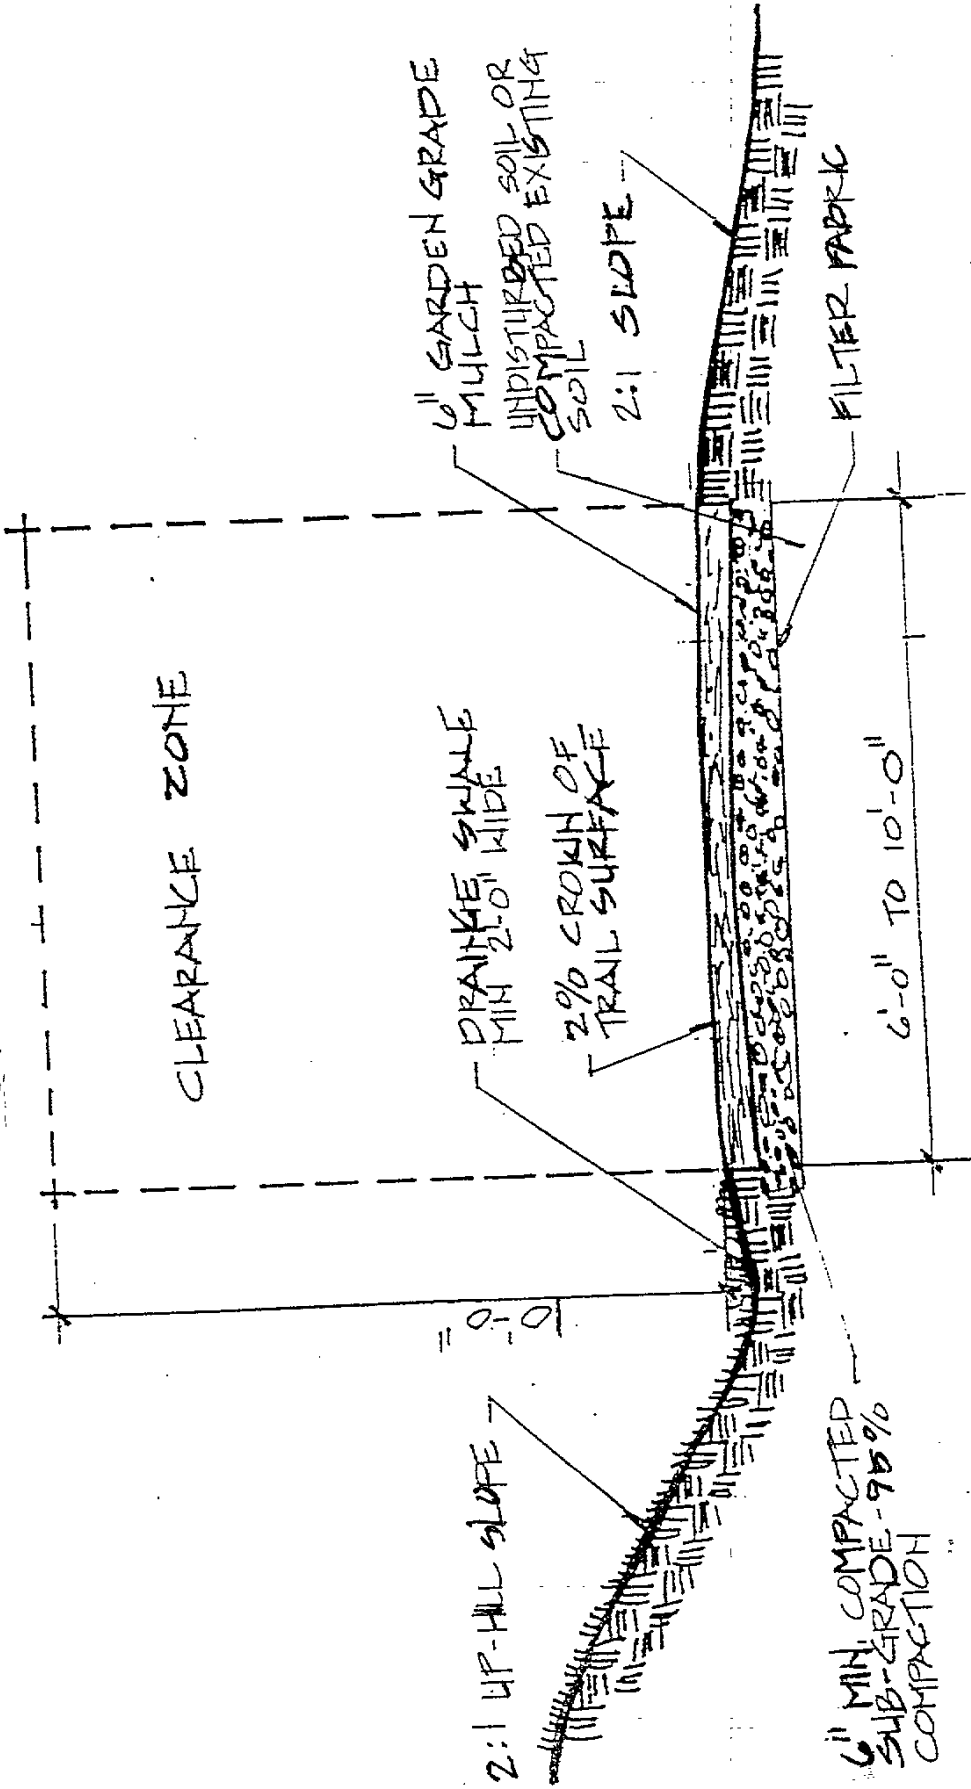 CLEARANCE ZONE
10'-0"
2:1 UP-HILL SLOPE
DRAINGE SWALE
MIN 2'-0" WIDE
2% CROWN OF
TRAIL SURFACE
6" GARDEN GRADE
MULCH
UNDISTURBED SOIL OR
COMPACTED EXISTING
SOIL
2:1 SLOPE
FILTER FABRIC
6" MIN. COMPACTED
SUB-GRADE - 95%
COMPACTION
6'-0" TO 10'-0"